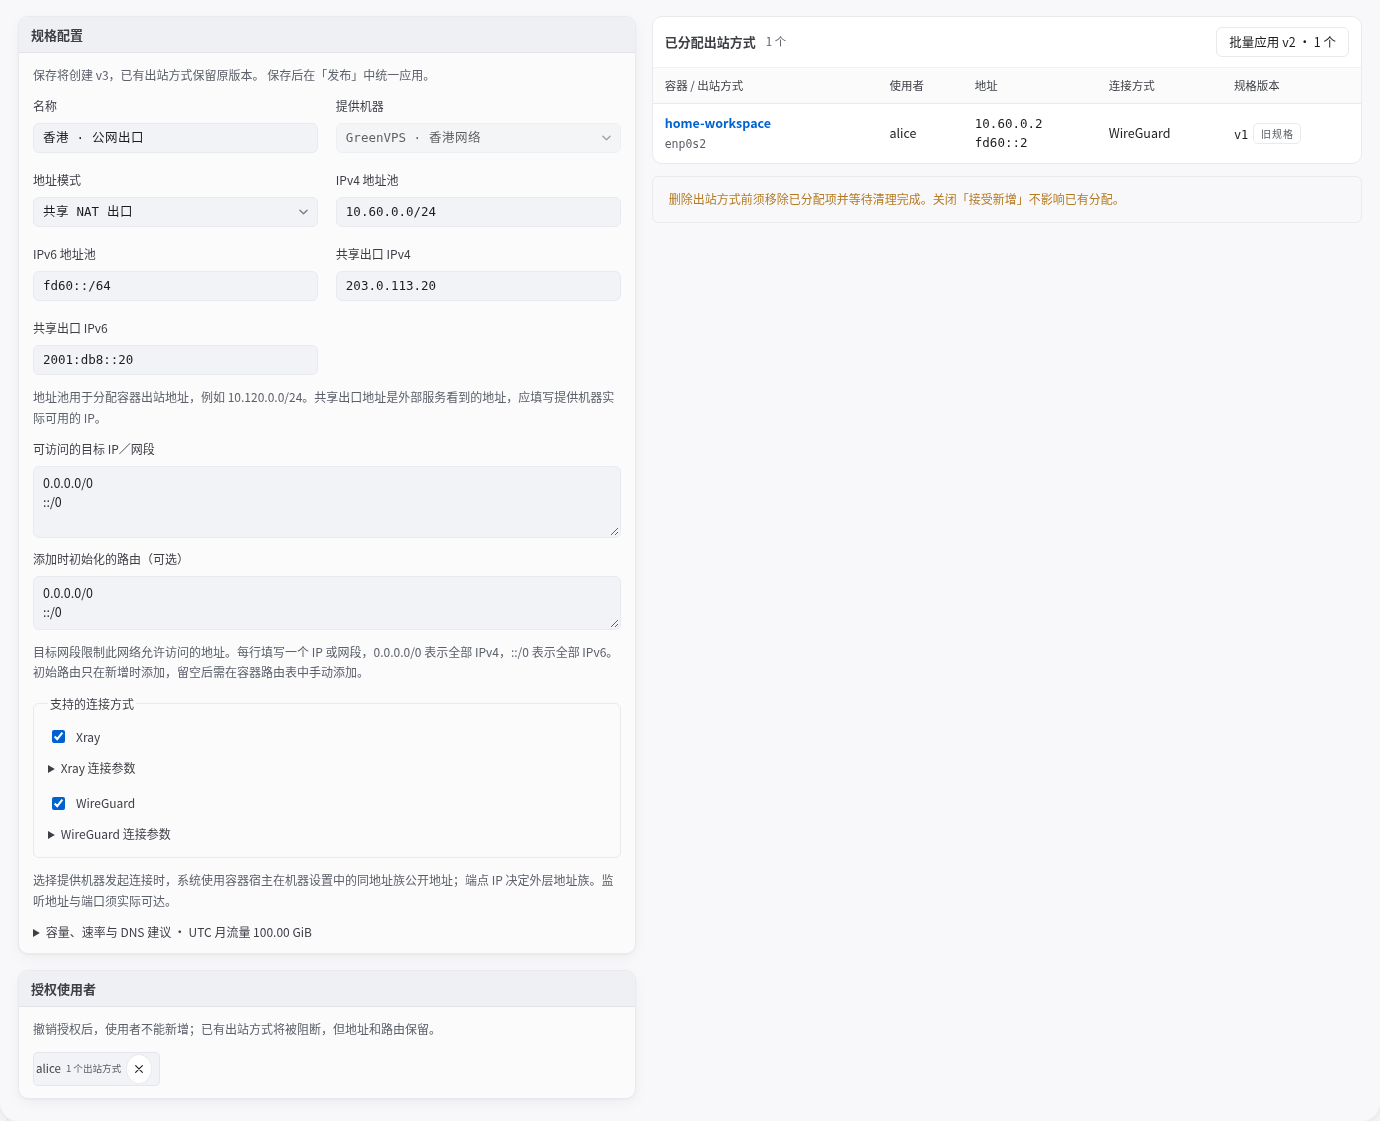 规格配置
保存将创建 v3，已有出站方式保留原版本。 保存后在「发布」中统一应用。
名称
提供机器
香港 · 公网出口
GreenVPS · 香港网络
地址模式
IPv4 地址池
共享 NAT 出口
10.60.0.0/24
IPv6 地址池
共享出口 IPv4
fd60::/64
203.0.113.20
共享出口 IPv6
2001:db8::20
地址池用于分配容器出站地址，例如 10.120.0.0/24。共享出口地址是外部服务看到的地址，应填写提供机器实
际可用的 IP。
可访问的目标 IP／网段
0.0.0.0/0
::/0
添加时初始化的路由（可选）
0.0.0.0/0
::/0
目标网段限制此网络允许访问的地址。每行填写一个 IP 或网段，0.0.0.0/0 表示全部 IPv4，::/0 表示全部 IPv6。
初始路由只在新增时添加，留空后需在容器路由表中手动添加。
支持的连接方式
Xray
Xray 连接参数
WireGuard
WireGuard 连接参数
选择提供机器发起连接时，系统使用容器宿主在机器设置中的同地址族公开地址；端点 IP 决定外层地址族。监
听地址与端口须实际可达。
容量、速率与 DNS 建议 · UTC 月流量 100.00 GiB
授权使用者
撤销授权后，使用者不能新增；已有出站方式将被阻断，但地址和路由保留。
alice 1 个出站方式
已分配出站方式 1 个
批量应用 v2 · 1 个
容器 / 出站方式 使用者 地址 连接方式 规格版本
home-workspace
enp0s2
alice
10.60.0.2
fd60::2
WireGuard
v1 旧规格
删除出站方式前须移除已分配项并等待清理完成。关闭「接受新增」不影响已有分配。